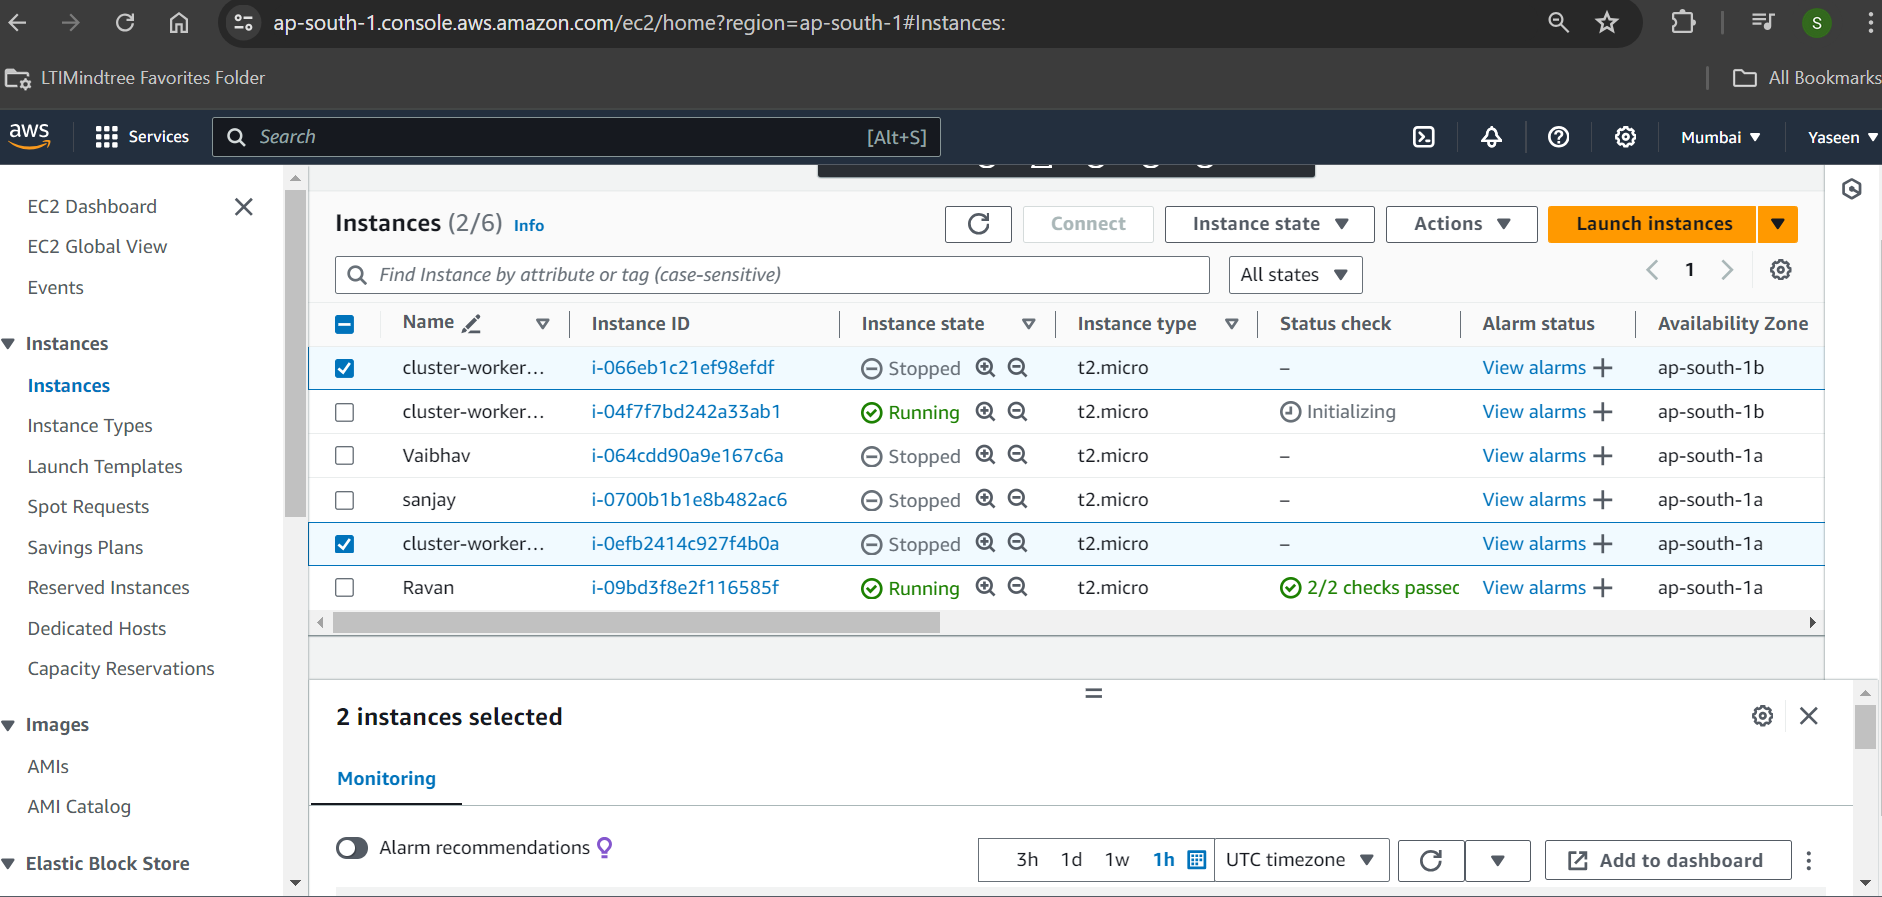 ap-south-1.console.aws.amazon.com/ec2/home?region=ap-south-1#Instances:
S
LTIMindtree Favorites Folder
All Bookmarks
aws
Services
Search
[Alt+S]
Mumbai
Yaseen
EC2 Dashboard
EC2 Global View
Events
Instances
Instances
Instance Types
Launch Templates
Spot Requests
Savings Plans
Reserved Instances
Dedicated Hosts
Capacity Reservations
Images
AMIs
AMI Catalog
Elastic Block Store
Instances (2/6) Info
Connect
Instance state
Actions
Launch instances
Find Instance by attribute or tag (case-sensitive)
All states
1
Name Instance ID Instance state Instance type Status check Alarm status Availability Zone
cluster-worker... i-066eb1c21ef98efdf Stopped t2.micro – View alarms + ap-south-1b
cluster-worker... i-04f7f7bd242a33ab1 Running t2.micro Initializing View alarms + ap-south-1b
Vaibhav i-064cdd90a9e167c6a Stopped t2.micro – View alarms + ap-south-1a
sanjay i-0700b1b1e8b482ac6 Stopped t2.micro – View alarms + ap-south-1a
cluster-worker... i-0efb2414c927f4b0a Stopped t2.micro – View alarms + ap-south-1a
Ravan i-09bd3f8e2f116585f Running t2.micro 2/2 checks passec View alarms + ap-south-1a
2 instances selected
Monitoring
Alarm recommendations
3h 1d 1w 1h UTC timezone
Add to dashboard